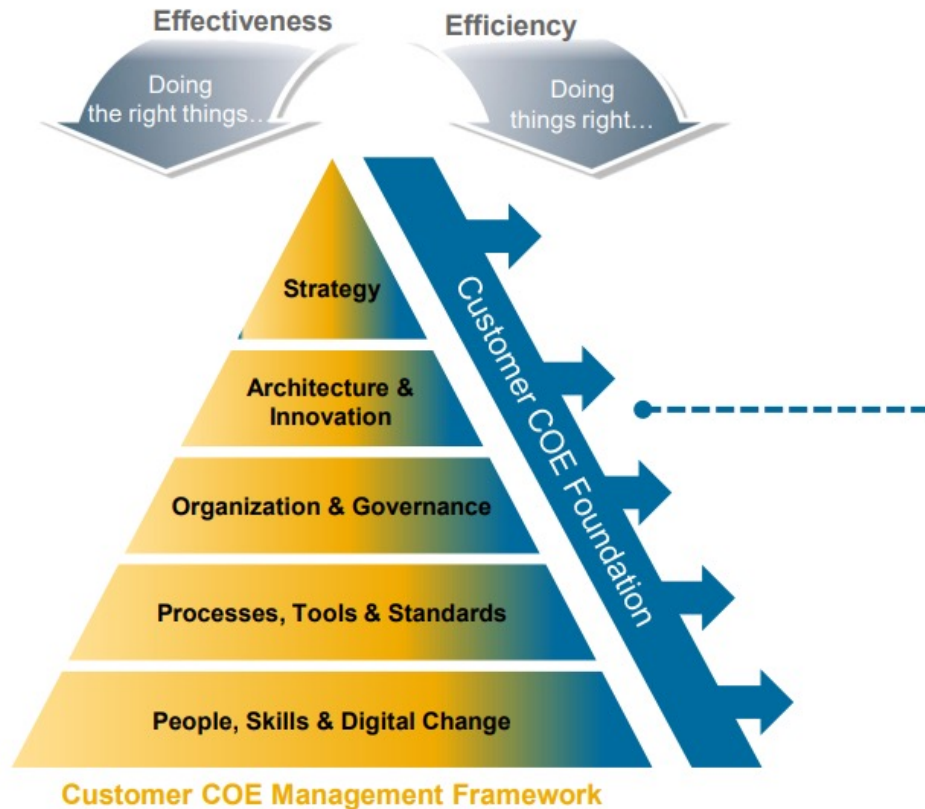 Effectiveness
Efficiency
Doing
the right things…
Doing
things right…
Strategy
Architecture &
Innovation
Organization & Governance
Processes, Tools & Standards
People, Skills & Digital Change
Customer COE Foundation
Customer COE Management Framework